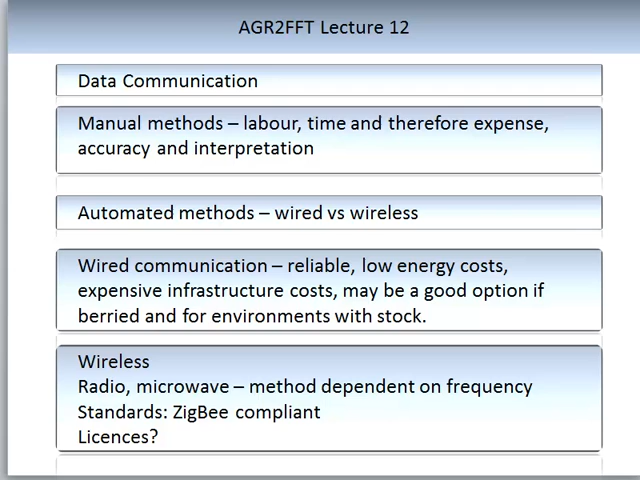 AGR2FFT Lecture 12
Data Communication
Manual methods – labour, time and therefore expense,
accuracy and interpretation
Automated methods – wired vs wireless
Wired communication – reliable, low energy costs,
expensive infrastructure costs, may be a good option if
berried and for environments with stock.
Wireless
Radio, microwave – method dependent on frequency
Standards: ZigBee compliant
Licences?